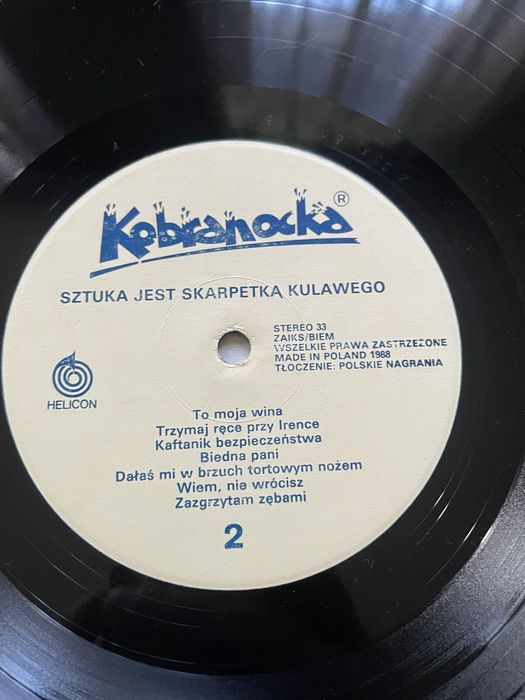 Kobranocka ®
SZTUKA JEST SKARPETKĄ KULAWEGO
STEREO 33
ZAIKS/BIEM
WSZELKIE PRAWA ZASTRZEŻONE
MADE IN POLAND 1988
TŁOCZENIE: POLSKIE NAGRANIA
HELICON
To moja wina
Trzymaj ręce przy Irence
Kaftanik bezpieczeństwa
Biedna pani
Dałaś mi w brzuch tortowym nożem
Wiem, nie wrócisz
Zazgrzytam zębami
2